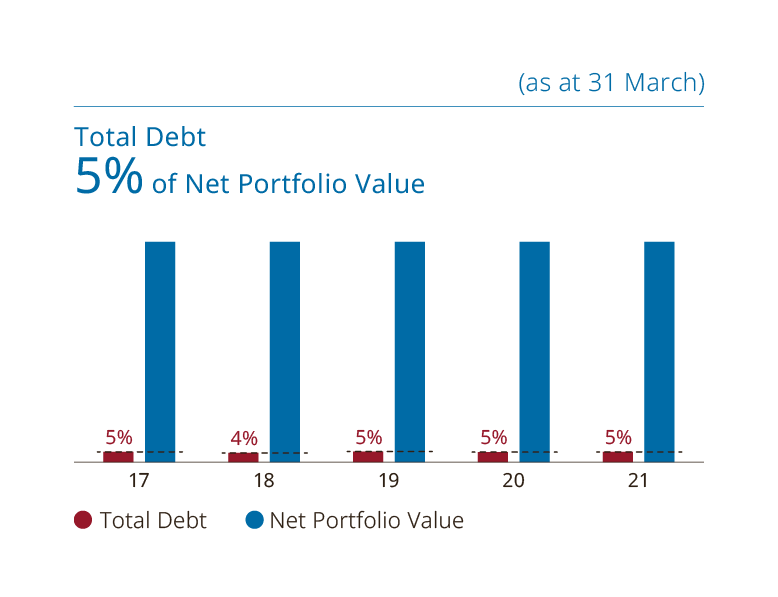 (as at 31 March)
Total Debt
5% of Net Portfolio Value
5% 4% 5% 5% 5%
17 18 19 20 21
Total Debt Net Portfolio Value